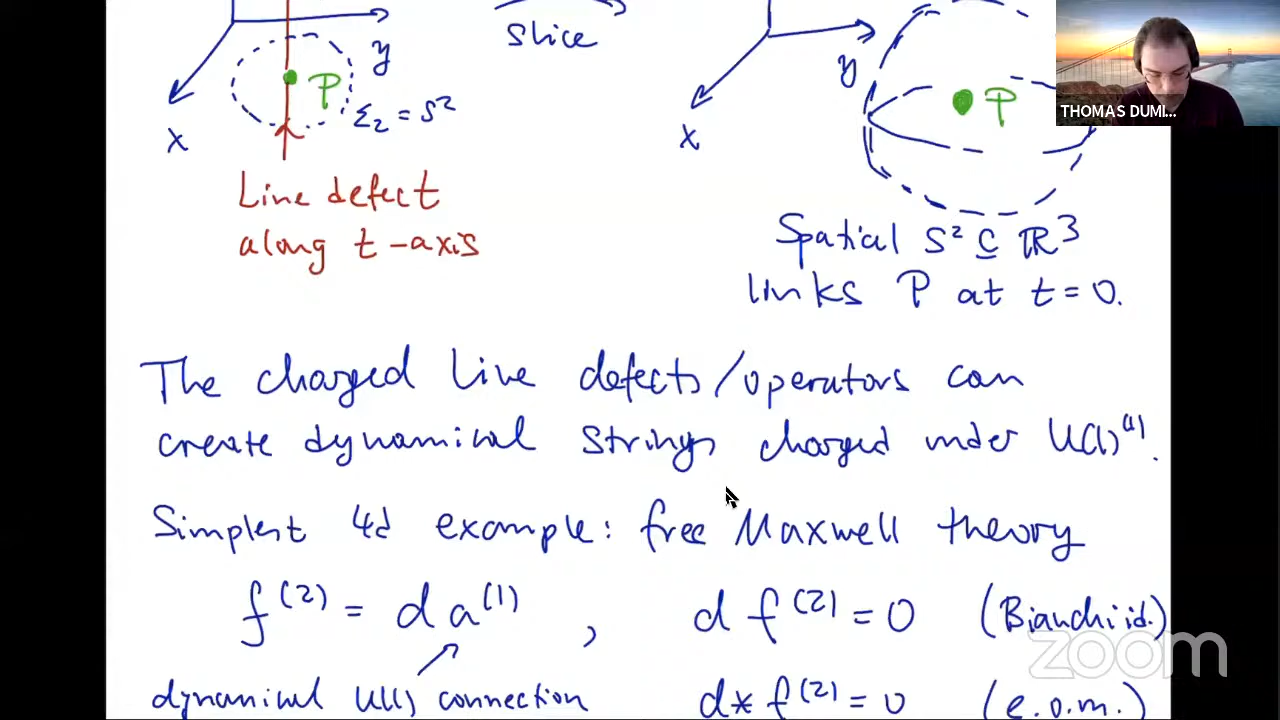 slice
y
P
Σ₂ = S²
x
y
P
x
THOMAS DUMI...
Line defect
along t-axis
Spatial S² ⊆ ℝ³
links P at t=0.
The charged line defects/operators can
create dynamical strings charged under U(1)⁽¹⁾.
Simplest 4d example: free Maxwell theory
f⁽²⁾ = d a⁽¹⁾ , d f⁽²⁾ = 0 (Bianchi id.)
zoom
dynamical U(1) connection d* f⁽²⁾ = 0 (e.o.m.)